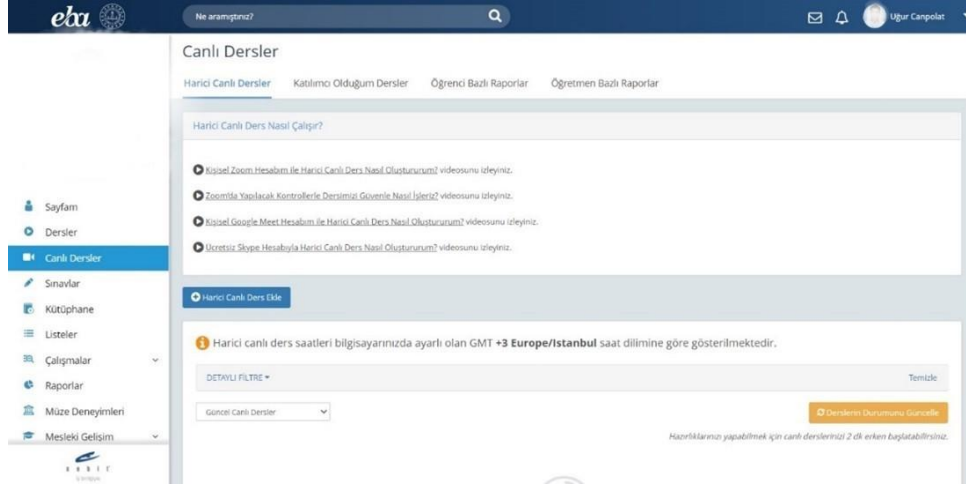 eba
Ne aramıştınız?
Uğur Canpolat
Canlı Dersler
Harici Canlı Dersler
Katılımcı Olduğum Dersler
Öğrenci Bazlı Raporlar
Öğretmen Bazlı Raporlar
Harici Canlı Ders Nasıl Çalışır?
Kişisel Zoom Hesabım ile Harici Canlı Ders Nasıl Oluştururum? videosunu izleyiniz.
Zoom'da Yapılacak Kontrollerle Dersimizi Güvenle Nasıl İşleriz? videosunu izleyiniz.
Kişisel Google Meet Hesabım ile Harici Canlı Ders Nasıl Oluştururum? videosunu izleyiniz.
Ücretsiz Skype Hesabıyla Harici Canlı Ders Nasıl Oluştururum? videosunu izleyiniz.
Sayfam
Dersler
Canlı Dersler
Sınavlar
Kütüphane
Listeler
Çalışmalar
Raporlar
Müze Deneyimleri
Mesleki Gelişim
sebit
Harici Canlı Ders Ekle
Harici canlı ders saatleri bilgisayarınızda ayarlı olan GMT +3 Europe/Istanbul saat dilimine göre gösterilmektedir.
DETAYLI FİLTRE
Temizle
Güncel Canlı Dersler
Derslerin Durumunu Güncelle
Hazırlıklarınızı yapabilmek için canlı derslerinizi 2 dk erken başlatabilirsiniz.